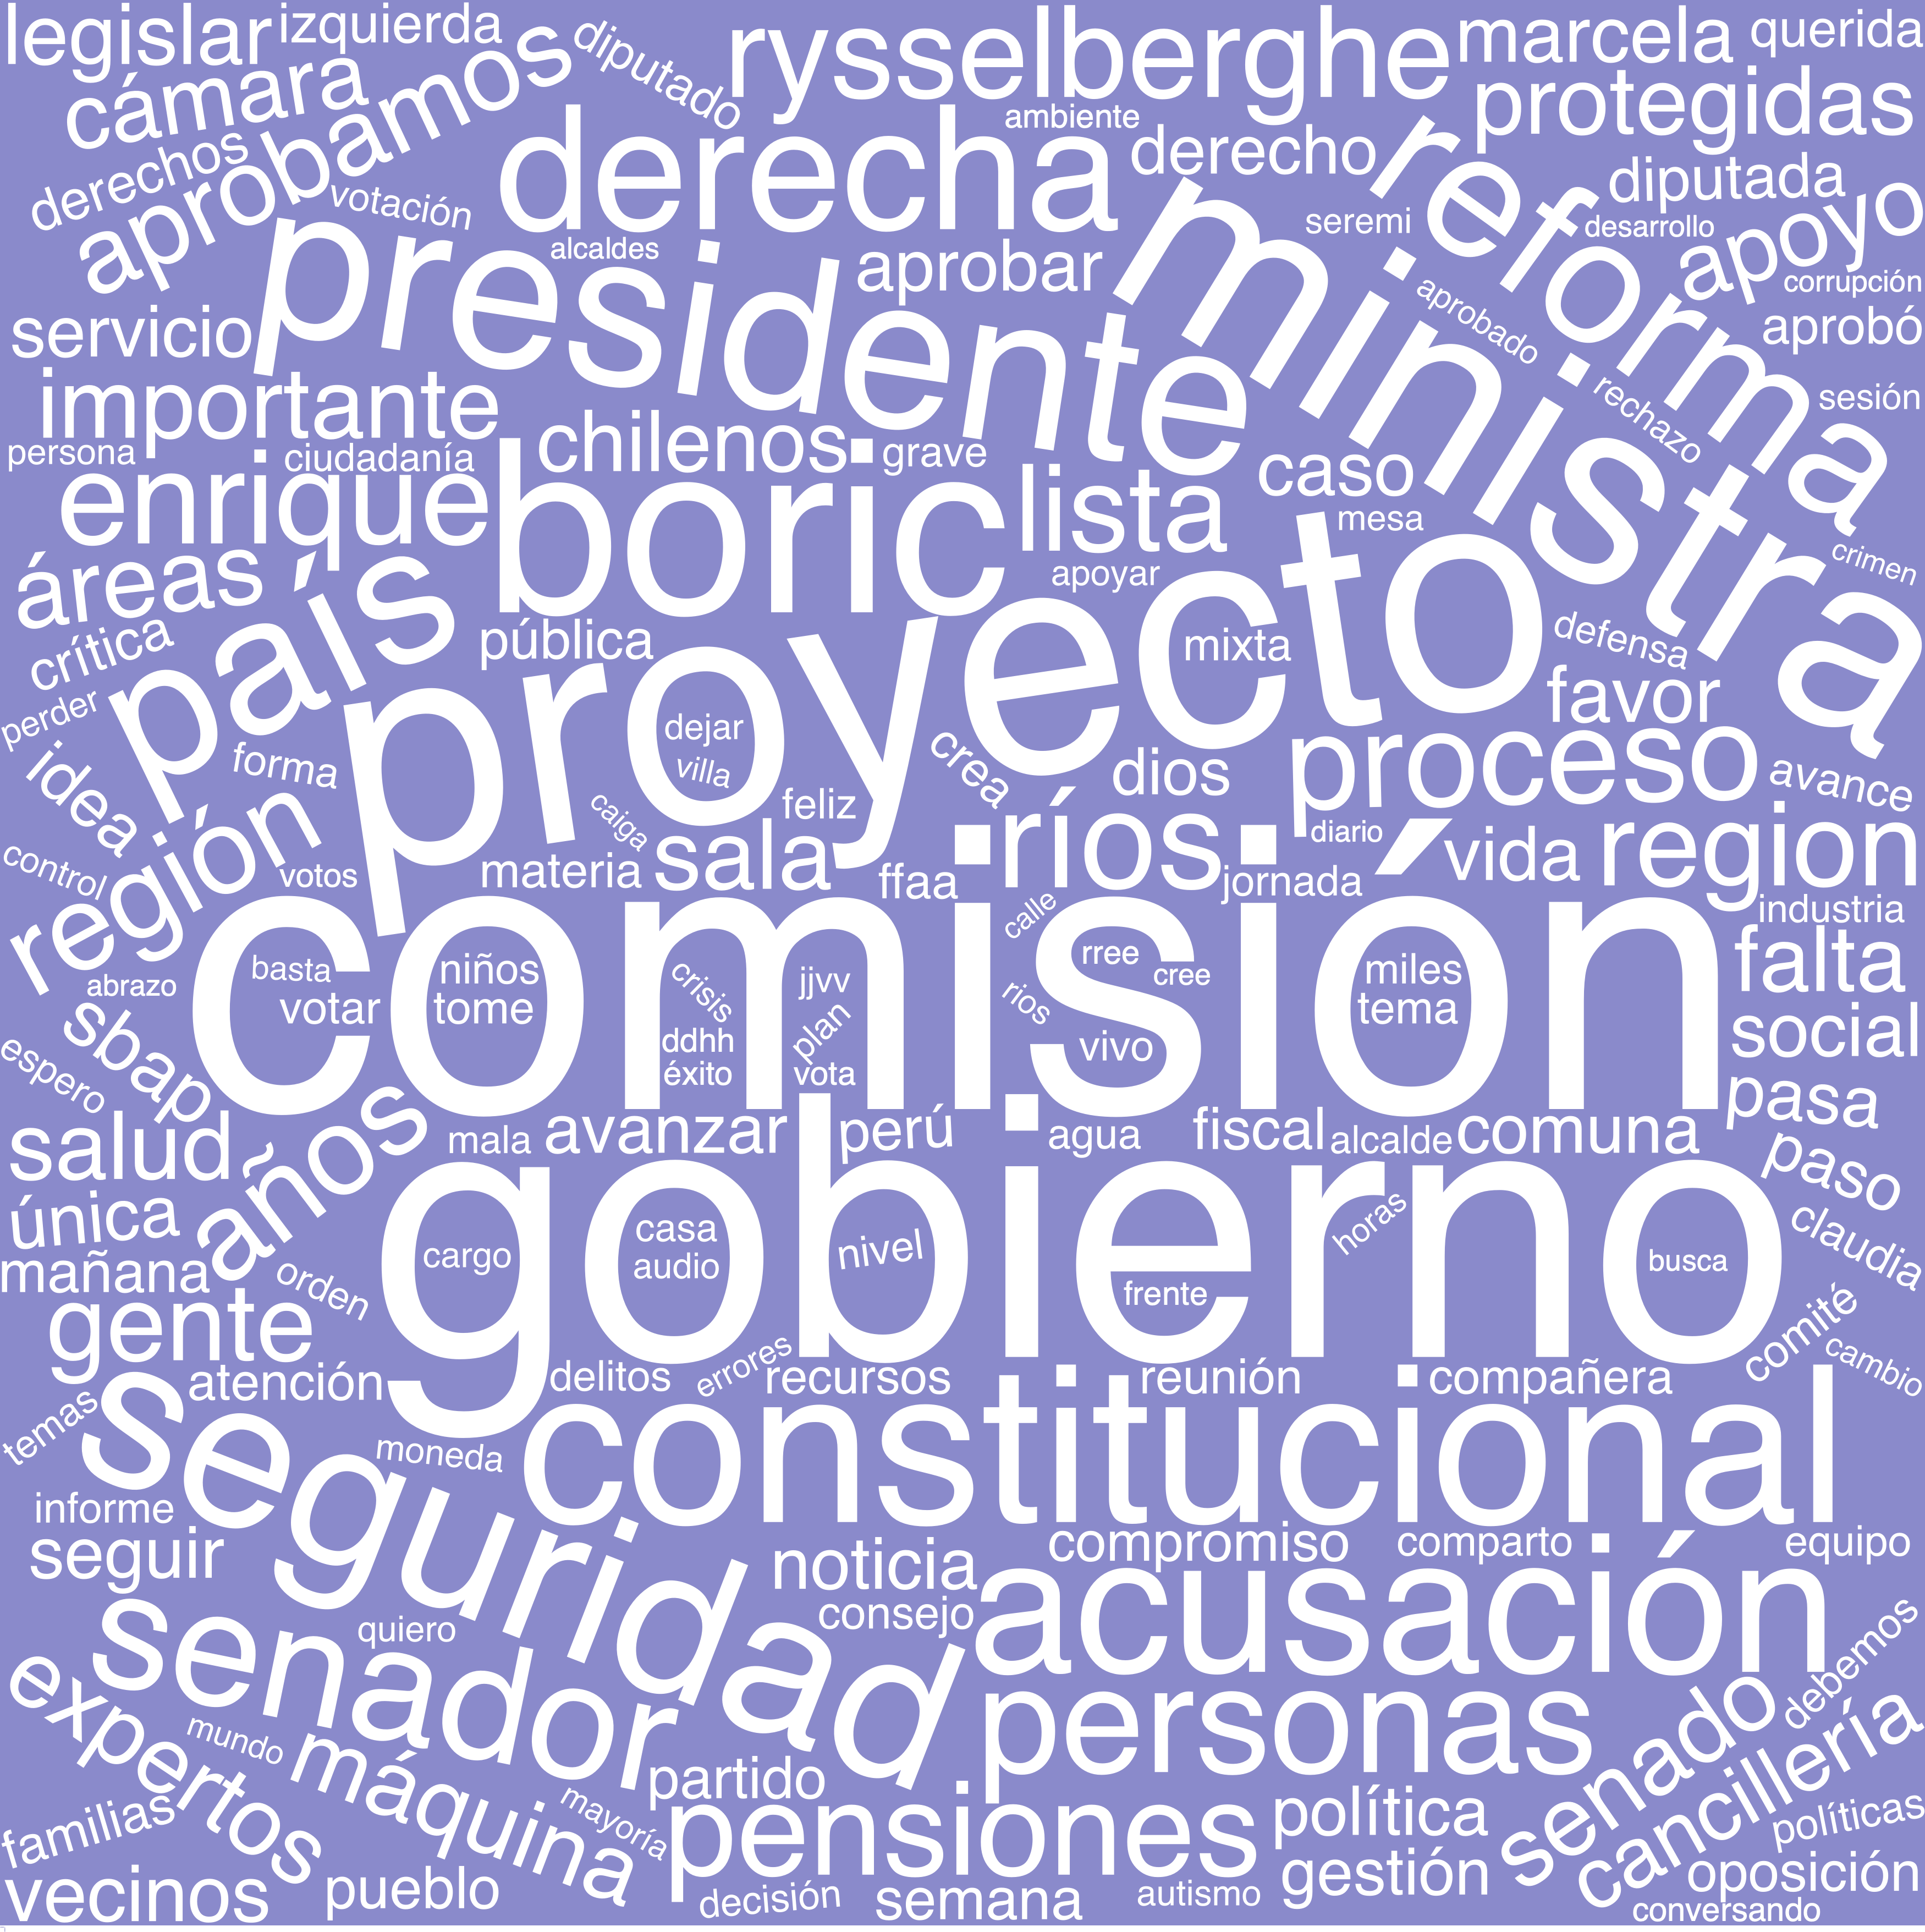 legislar
izquierda
diputado
rysselberghe
marcela
querida
cámara
aprobamos
derecha
ambiente
derecho
protegidas
derechos
votación
alcaldes
presidente
aprobar
ministra
seremi
reforma
diputada
desarrollo
apoyo
corrupción
servicio
aprobado
aprobó
importante
chilenos
grave
rechazo
sesión
persona
ciudadanía
enrique
boric
lista
caso
mesa
áreas
país
apoyar
crimen
crítica
pública
proyecto
mixta
defensa
perder
dejar
villa
favor
idea
forma
crea
dios
proceso
avance
región
caiga
feliz
ríos
diario
control
votos
materia
sala
ffaa
jornada
vida
region
calle
industria
comisión
abrazo
basta
niños
crisis
jjvv
rree
cree
miles
falta
votar
tome
ríos
tema
sbap
ddhh
plan
vivo
social
espero
éxito
vota
pasa
salud
años
mala
avanzar
perú
agua
fiscal
alcalde
comuna
paso
única
gobierno
casa
horas
claudia
cargo
audio
nivel
busca
mañana
orden
frente
comité
gente
atención
delitos
errores
recursos
reunión
compañera
cambio
temas
seguridad
moneda
constitucional
informe
seguir
noticia
compromiso
comparto
equipo
quiero
consejo
acusación
debemos
senador
expertos
mundo
máquina
partido
personas
senado
cancillería
familias
mayoría
pensiones
política
políticas
vecinos
pueblo
decisión
semana
autismo
gestión
oposición
conversando